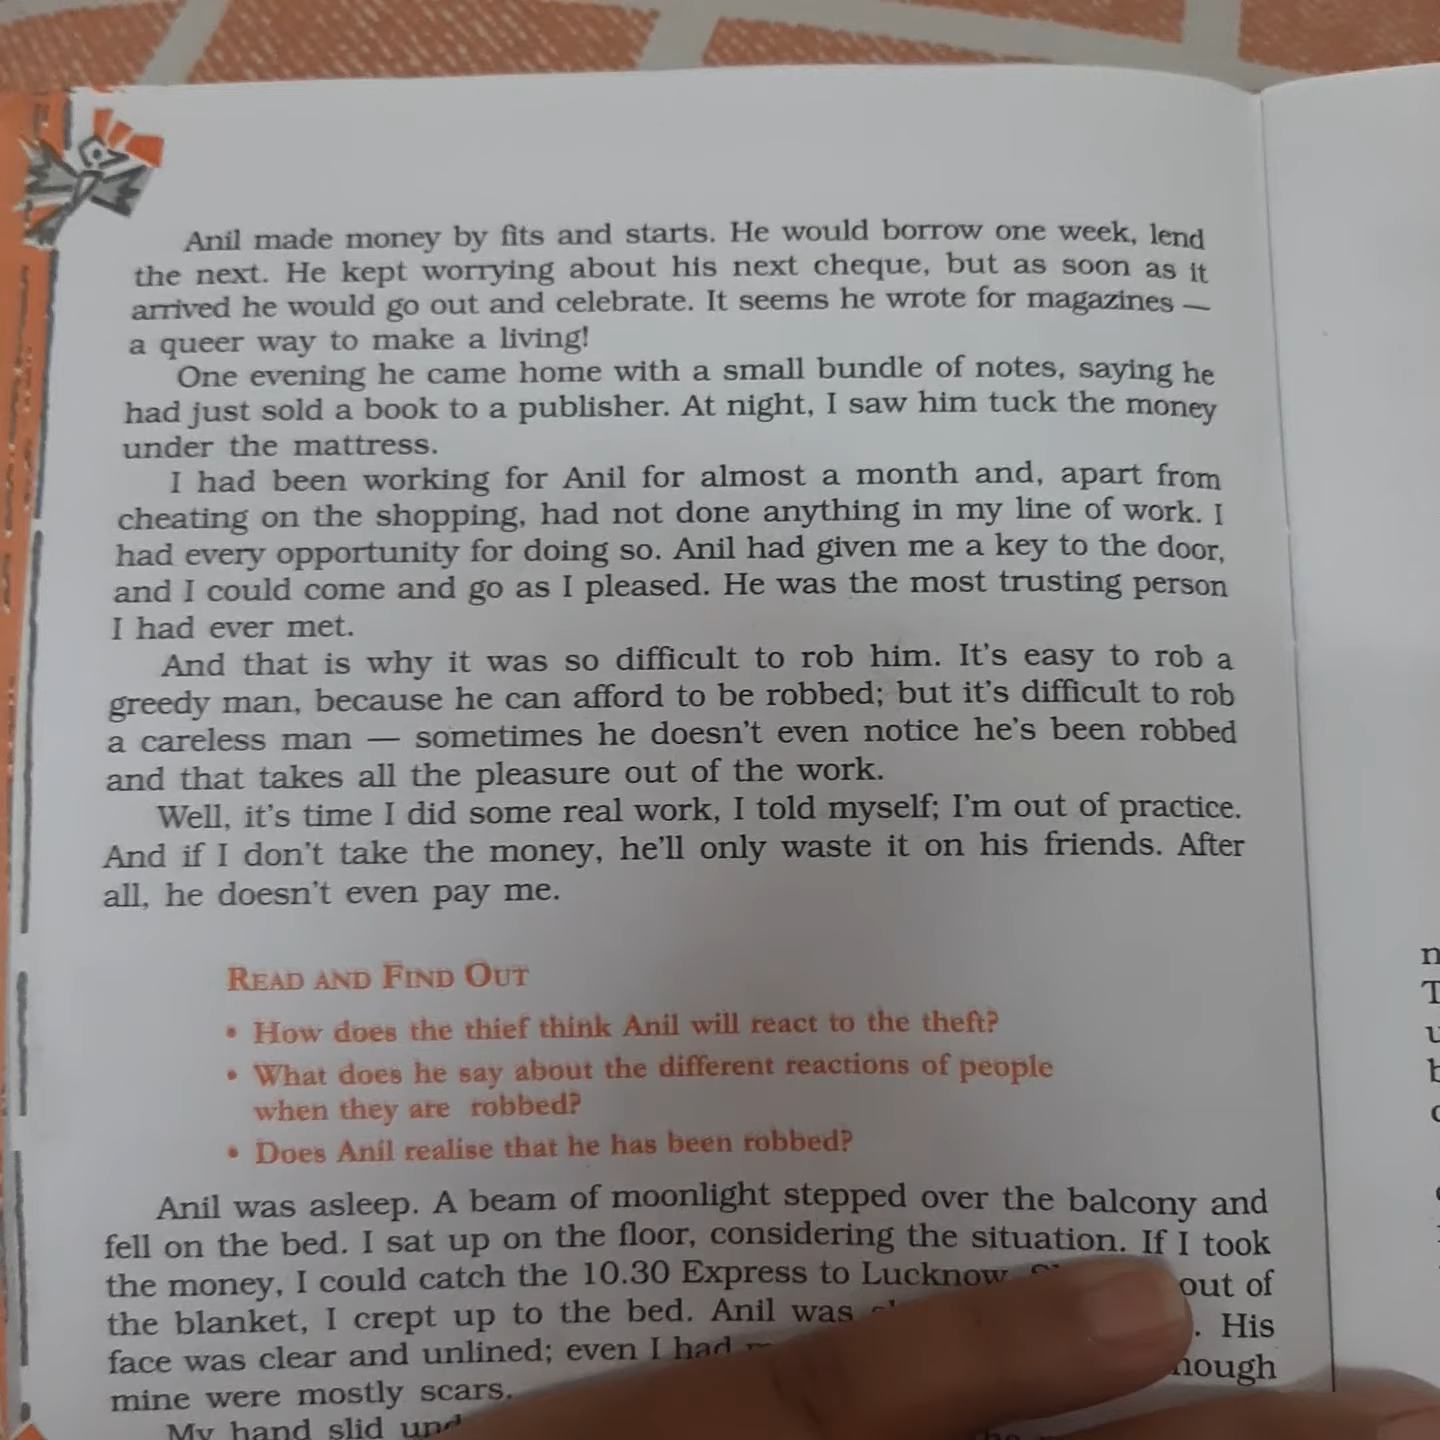 Anil made money by fits and starts. He would borrow one week, lend
the next. He kept worrying about his next cheque, but as soon as it
arrived he would go out and celebrate. It seems he wrote for magazines —
a queer way to make a living!
One evening he came home with a small bundle of notes, saying he
had just sold a book to a publisher. At night, I saw him tuck the money
under the mattress.
I had been working for Anil for almost a month and, apart from
cheating on the shopping, had not done anything in my line of work. I
had every opportunity for doing so. Anil had given me a key to the door,
and I could come and go as I pleased. He was the most trusting person
I had ever met.
And that is why it was so difficult to rob him. It's easy to rob a
greedy man, because he can afford to be robbed; but it's difficult to rob
a careless man — sometimes he doesn't even notice he's been robbed
and that takes all the pleasure out of the work.
Well, it's time I did some real work, I told myself; I'm out of practice.
And if I don't take the money, he'll only waste it on his friends. After
all, he doesn't even pay me.
READ AND FIND OUT
• How does the thief think Anil will react to the theft?
• What does he say about the different reactions of people
when they are robbed?
• Does Anil realise that he has been robbed?
Anil was asleep. A beam of moonlight stepped over the balcony and
fell on the bed. I sat up on the floor, considering the situation. If I took
the money, I could catch the 10.30 Express to Lucknow. out of
the blanket, I crept up to the bed. Anil was . His
face was clear and unlined; even I had
mine were mostly scars.
My hand slid